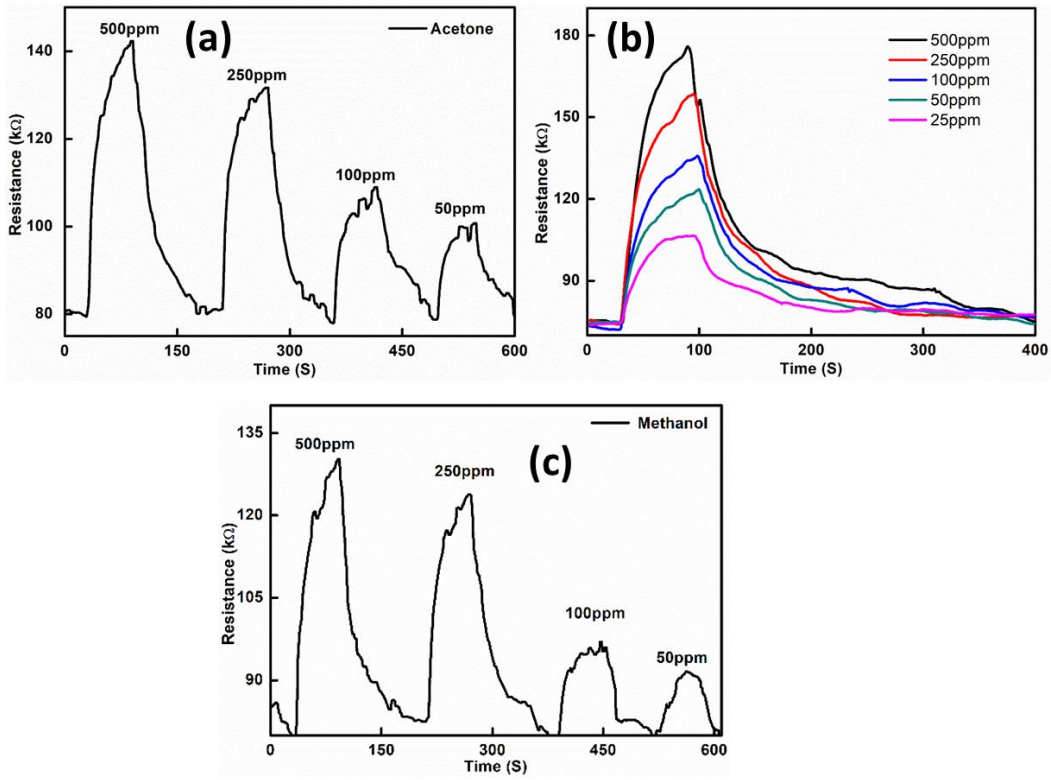 (a)
Acetone
500ppm
250ppm
100ppm
50ppm
140
120
100
80
Resistance (kΩ)
0 150 300 450 600
Time (S)
(b)
500ppm
250ppm
100ppm
50ppm
25ppm
180
150
120
90
Resistance (kΩ)
0 100 200 300 400
Time (S)
(c)
Methanol
500ppm
250ppm
100ppm
50ppm
135
120
105
90
Resistance (kΩ)
0 150 300 450 600
Time (S)